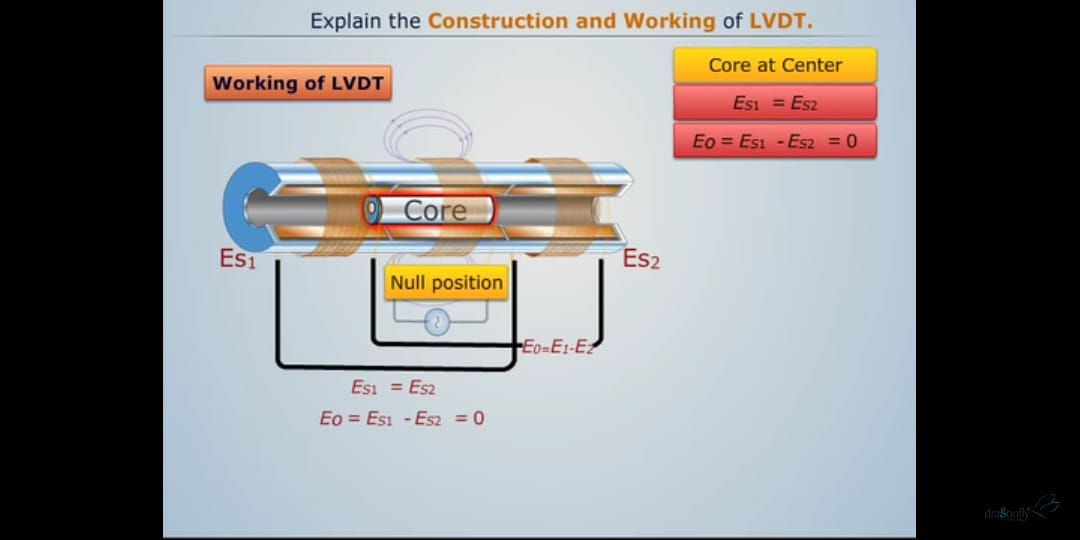 Explain the Construction and Working of LVDT.
Working of LVDT
Core at Center
ES1 = ES2
EO = ES1 - ES2 = 0
Core
Es1
Es2
Null position
EO=E1-E2
ES1 = ES2
EO = ES1 - ES2 = 0
dragonfly